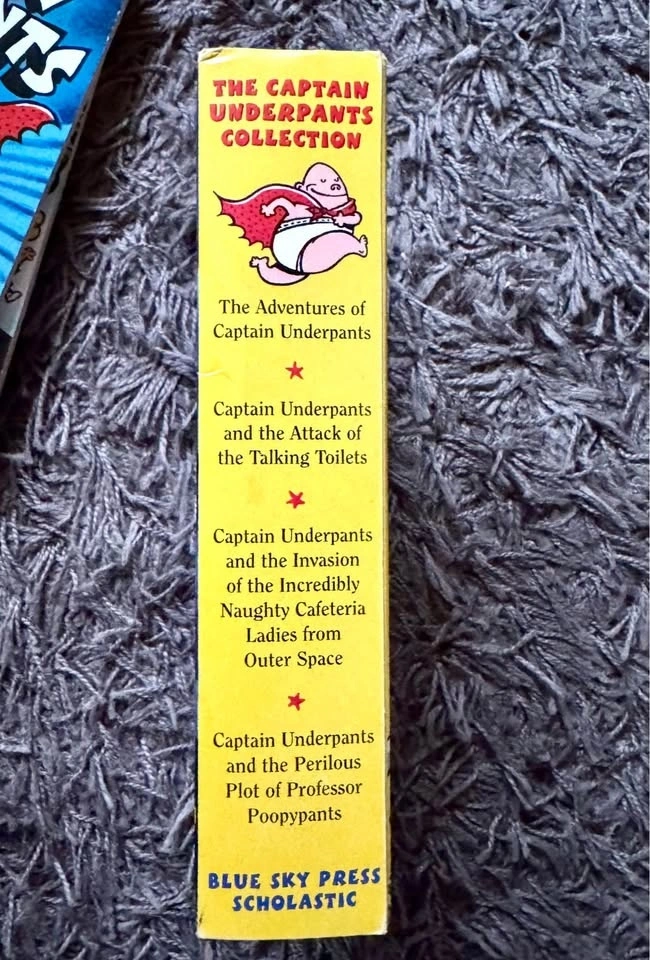 THE CAPTAIN
UNDERPANTS
COLLECTION
The Adventures of
Captain Underpants
Captain Underpants
and the Attack of
the Talking Toilets
Captain Underpants
and the Invasion
of the Incredibly
Naughty Cafeteria
Ladies from
Outer Space
Captain Underpants
and the Perilous
Plot of Professor
Poopypants
BLUE SKY PRESS
SCHOLASTIC